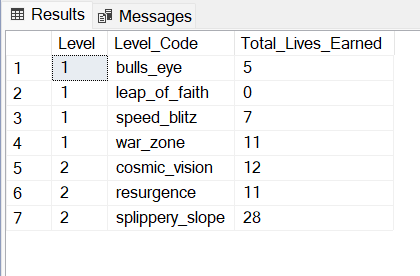 Results Messages
Level Level_Code Total_Lives_Earned
1 1 bulls_eye 5
2 1 leap_of_faith 0
3 1 speed_blitz 7
4 1 war_zone 11
5 2 cosmic_vision 12
6 2 resurgence 11
7 2 splippery_slope 28